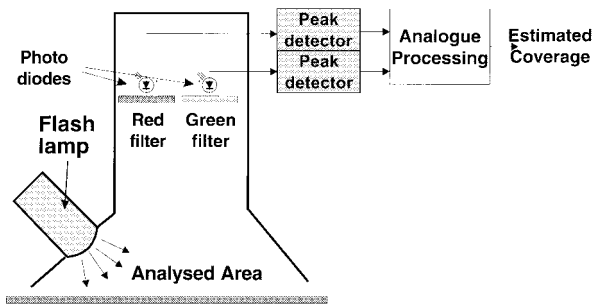 Peak
detector
Peak
detector
Analogue
Processing
Estimated
Coverage
Photo
diodes
Red
filter
Green
filter
Flash
lamp
Analysed Area